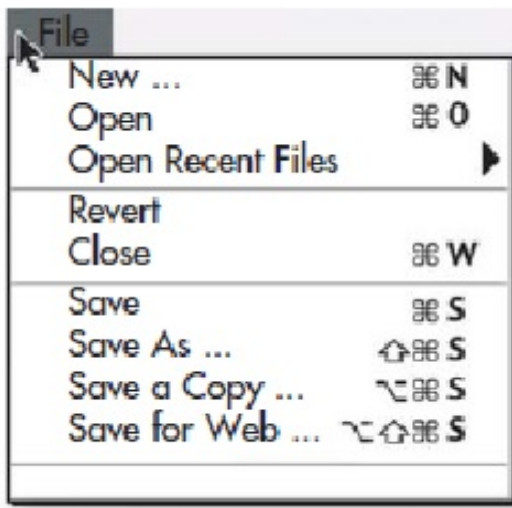 File
New ... ⌘ N
Open ⌘ O
Open Recent Files ▶
Revert
Close ⌘ W
Save ⌘ S
Save As ... ⇧⌘ S
Save a Copy ... ⌥⌘ S
Save for Web ... ⌥⇧⌘ S